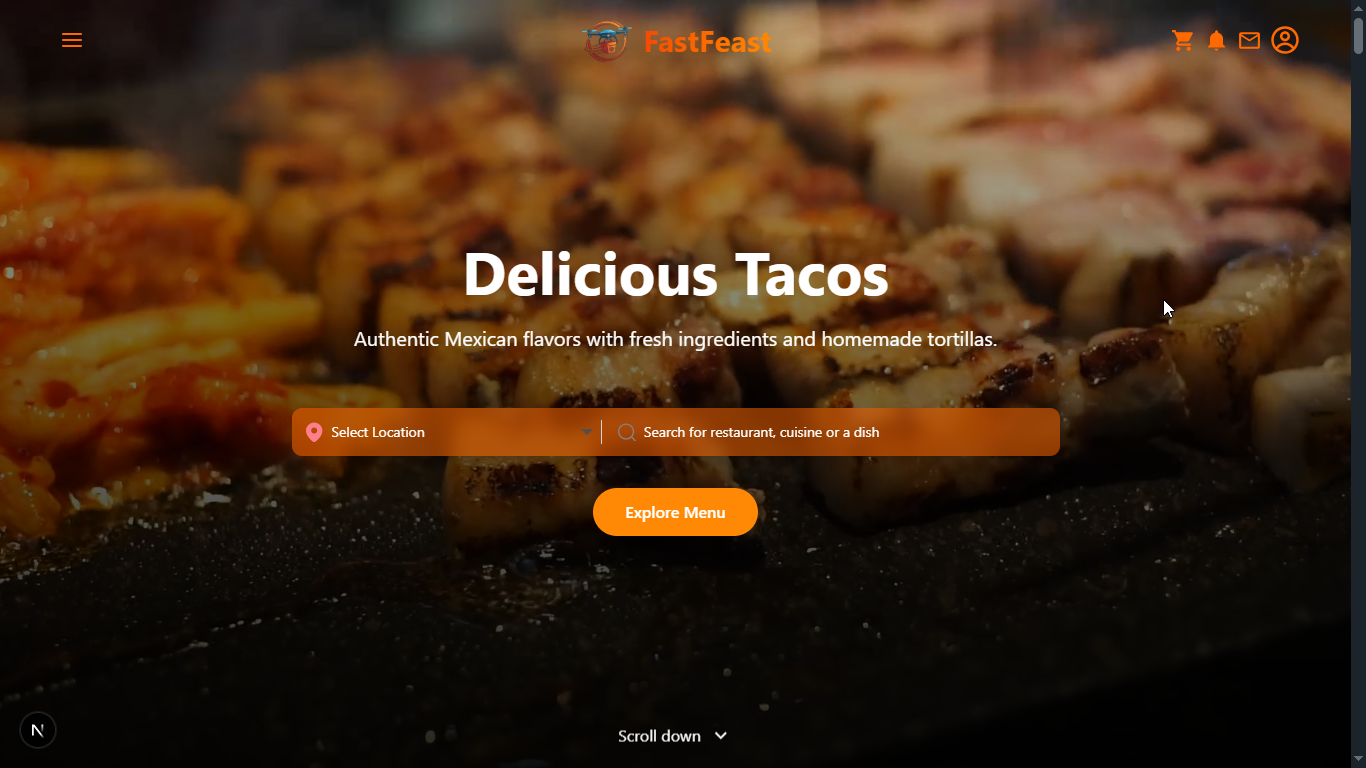 FastFeast
Delicious Tacos
Authentic Mexican flavors with fresh ingredients and homemade tortillas.
Select Location
Search for restaurant, cuisine or a dish
Explore Menu
Scroll down
N